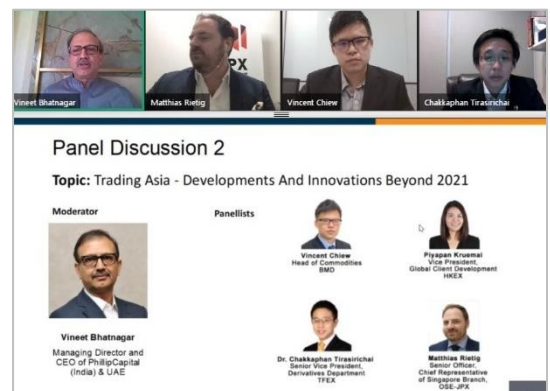 PX
Vineet Bhatnagar
Matthias Rietig
Vincent Chiew
Chakkaphan Tirasirichai
Panel Discussion 2
Topic: Trading Asia - Developments And Innovations Beyond 2021
Moderator
Panellists
Vineet Bhatnagar
Managing Director and
CEO of PhillipCapital
(India) & UAE
Vincent Chiew
Head of Commodities
BMD
Piyapan Kruemai
Vice President,
Global Client Development
HKEX
Dr. Chakkaphan Tirasirichai
Senior Vice President,
Derivatives Department
TFEX
Matthias Rietig
Senior Officer,
Chief Representative
of Singapore Branch,
OSE-JPX